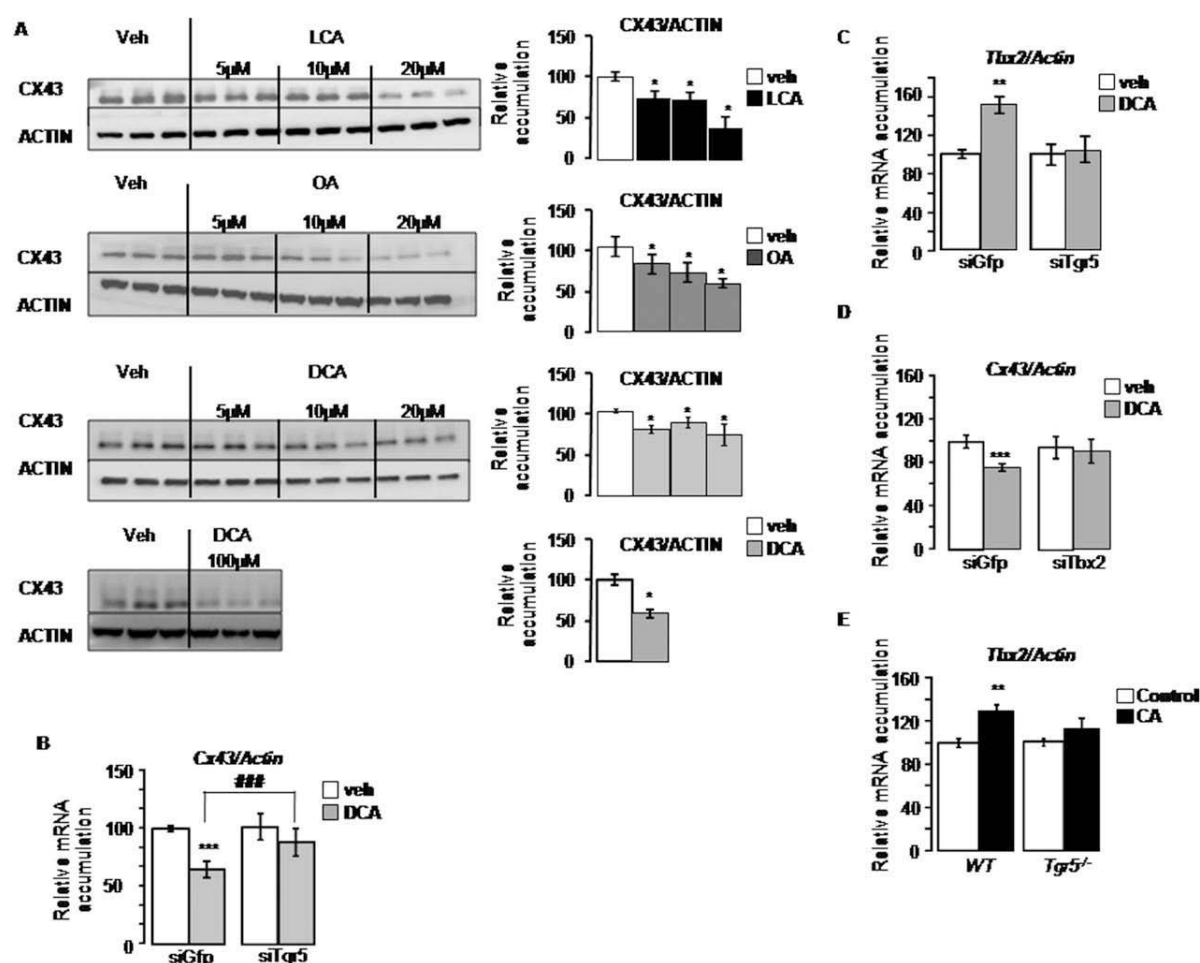 A
Veh LCA
5µM 10µM 20µM
CX43
ACTIN
CX43/ACTIN
Relative accumulation
150
100
50
0
* * *
veh
LCA
Veh OA
5µM 10µM 20µM
CX43
ACTIN
CX43/ACTIN
Relative accumulation
150
100
50
0
* * *
veh
OA
Veh DCA
5µM 10µM 20µM
CX43
ACTIN
CX43/ACTIN
Relative accumulation
150
100
50
0
* * *
veh
DCA
Veh DCA
100µM
CX43
ACTIN
CX43/ACTIN
Relative accumulation
150
100
50
0
*
B
Cx43/Actin
Relative mRNA accumulation
150
100
50
0
***
###
siGfp siTgr5
veh
DCA
C
Tbx2/Actin
Relative mRNA accumulation
160
120
80
40
0
**
siGfp siTgr5
veh
DCA
D
Cx43/Actin
Relative mRNA accumulation
160
120
80
40
0
***
siGfp siTbx2
veh
DCA
E
Tbx2/Actin
Relative mRNA accumulation
160
120
80
40
0
**
WT Tgr5-/-
Control
CA